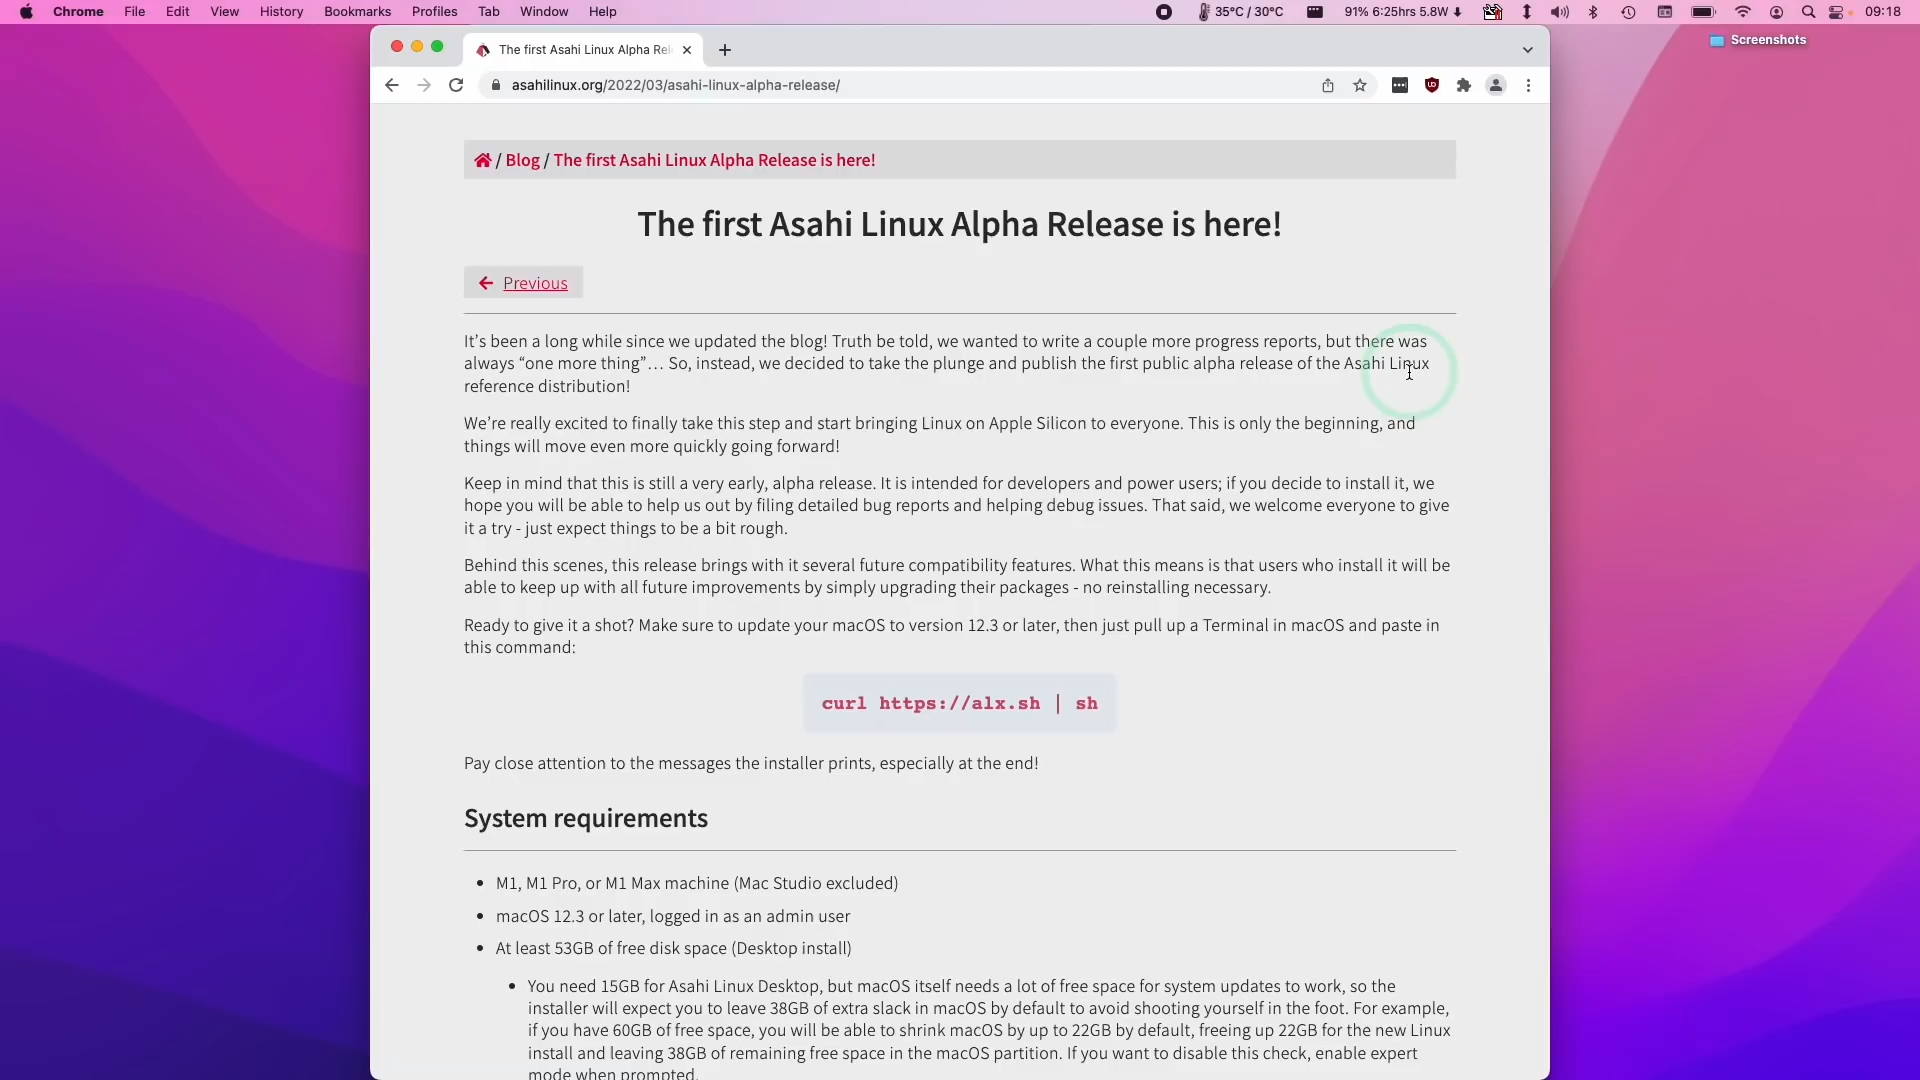 Chrome File Edit View History Bookmarks Profiles Tab Window Help 35°C / 30°C 91% 6:25hrs 5.8W 09:18
Screenshots
The first Asahi Linux Alpha Rel
asahilinux.org/2022/03/asahi-linux-alpha-release/
/ Blog / The first Asahi Linux Alpha Release is here!
The first Asahi Linux Alpha Release is here!
Previous
It’s been a long while since we updated the blog! Truth be told, we wanted to write a couple more progress reports, but there was
always “one more thing”… So, instead, we decided to take the plunge and publish the first public alpha release of the Asahi Linux
reference distribution!
We’re really excited to finally take this step and start bringing Linux on Apple Silicon to everyone. This is only the beginning, and
things will move even more quickly going forward!
Keep in mind that this is still a very early, alpha release. It is intended for developers and power users; if you decide to install it, we
hope you will be able to help us out by filing detailed bug reports and helping debug issues. That said, we welcome everyone to give
it a try - just expect things to be a bit rough.
Behind this scenes, this release brings with it several future compatibility features. What this means is that users who install it will be
able to keep up with all future improvements by simply upgrading their packages - no reinstalling necessary.
Ready to give it a shot? Make sure to update your macOS to version 12.3 or later, then just pull up a Terminal in macOS and paste in
this command:
curl https://alx.sh | sh
Pay close attention to the messages the installer prints, especially at the end!
System requirements
• M1, M1 Pro, or M1 Max machine (Mac Studio excluded)
• macOS 12.3 or later, logged in as an admin user
• At least 53GB of free disk space (Desktop install)
• You need 15GB for Asahi Linux Desktop, but macOS itself needs a lot of free space for system updates to work, so the
installer will expect you to leave 38GB of extra slack in macOS by default to avoid shooting yourself in the foot. For example,
if you have 60GB of free space, you will be able to shrink macOS by up to 22GB by default, freeing up 22GB for the new Linux
install and leaving 38GB of remaining free space in the macOS partition. If you want to disable this check, enable expert
mode when prompted.